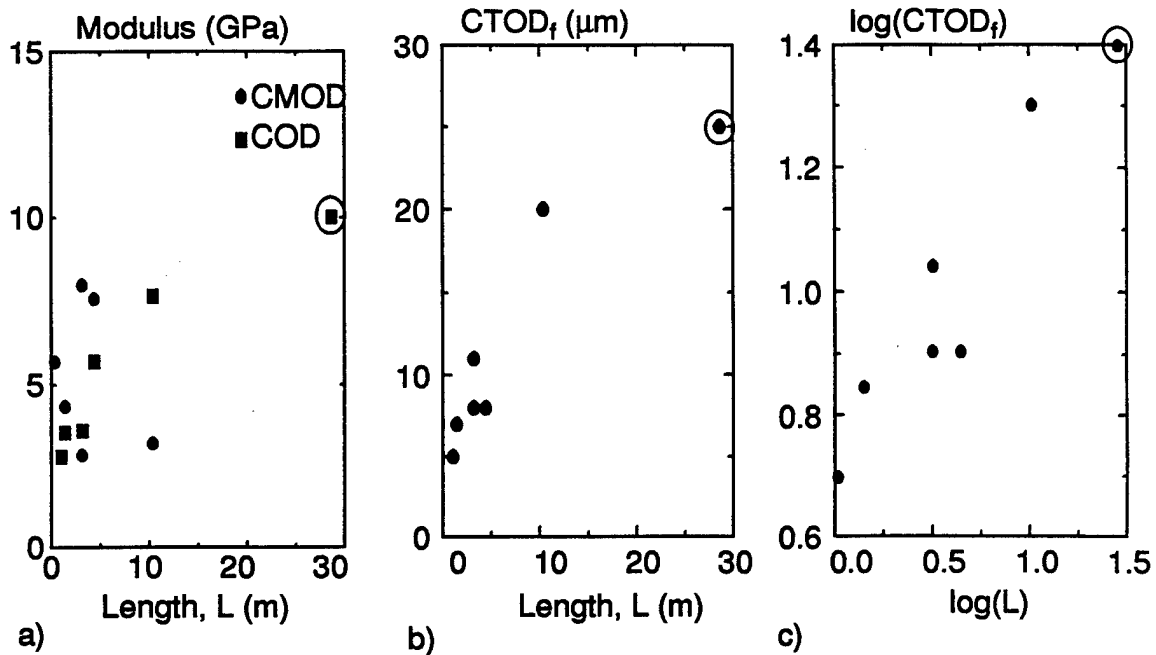 Modulus (GPa)
15
10
5
0
CMOD
COD
0 10 20 30
Length, L (m)
a)
CTODf (μm)
30
20
10
0
0 10 20 30
Length, L (m)
b)
log(CTODf)
1.4
1.2
1.0
0.8
0.6
0.0 0.5 1.0 1.5
log(L)
c)